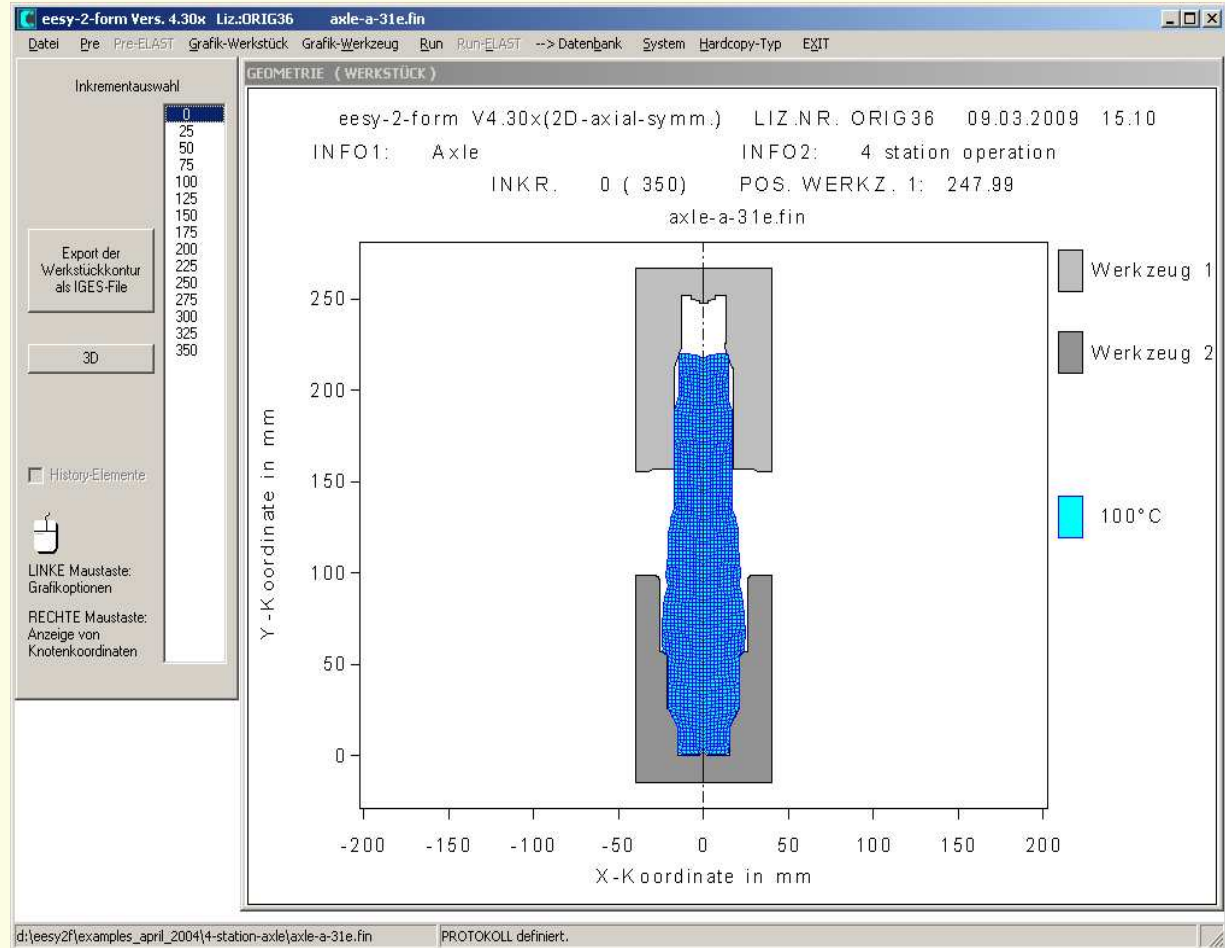 eesy-2-form Vers. 4.30x Liz.:ORIG36 axle-a-31e.fin
Datei Pre Pre-ELAST Grafik-Werkstück Grafik-Werkzeug Run Run-ELAST --> Datenbank System Hardcopy-Typ EXIT
Inkrementauswahl
0
25
50
75
100
125
150
175
200
225
250
275
300
325
350
Export der
Werkstückkontur
als IGES-File
3D
History-Elemente
LINKE Maustaste:
Grafikoptionen
RECHTE Maustaste:
Anzeige von
Knotenkoordinaten
GEOMETRIE ( WERKSTÜCK )
eesy-2-form V4.30x(2D-axial-symm.) LIZ.NR. ORIG36 09.03.2009 15.10
INFO1: Axle INFO2: 4 station operation
INKR. 0 ( 350) POS. WERKZ. 1: 247.99
axle-a-31e.fin
Y-Koordinate in mm
250
200
150
100
50
0
-200 -150 -100 -50 0 50 100 150 200
X-Koordinate in mm
Werkzeug 1
Werkzeug 2
100°C
d:\eesy2f\examples_april_2004\4-station-axle\axle-a-31e.fin PROTOKOLL definiert.